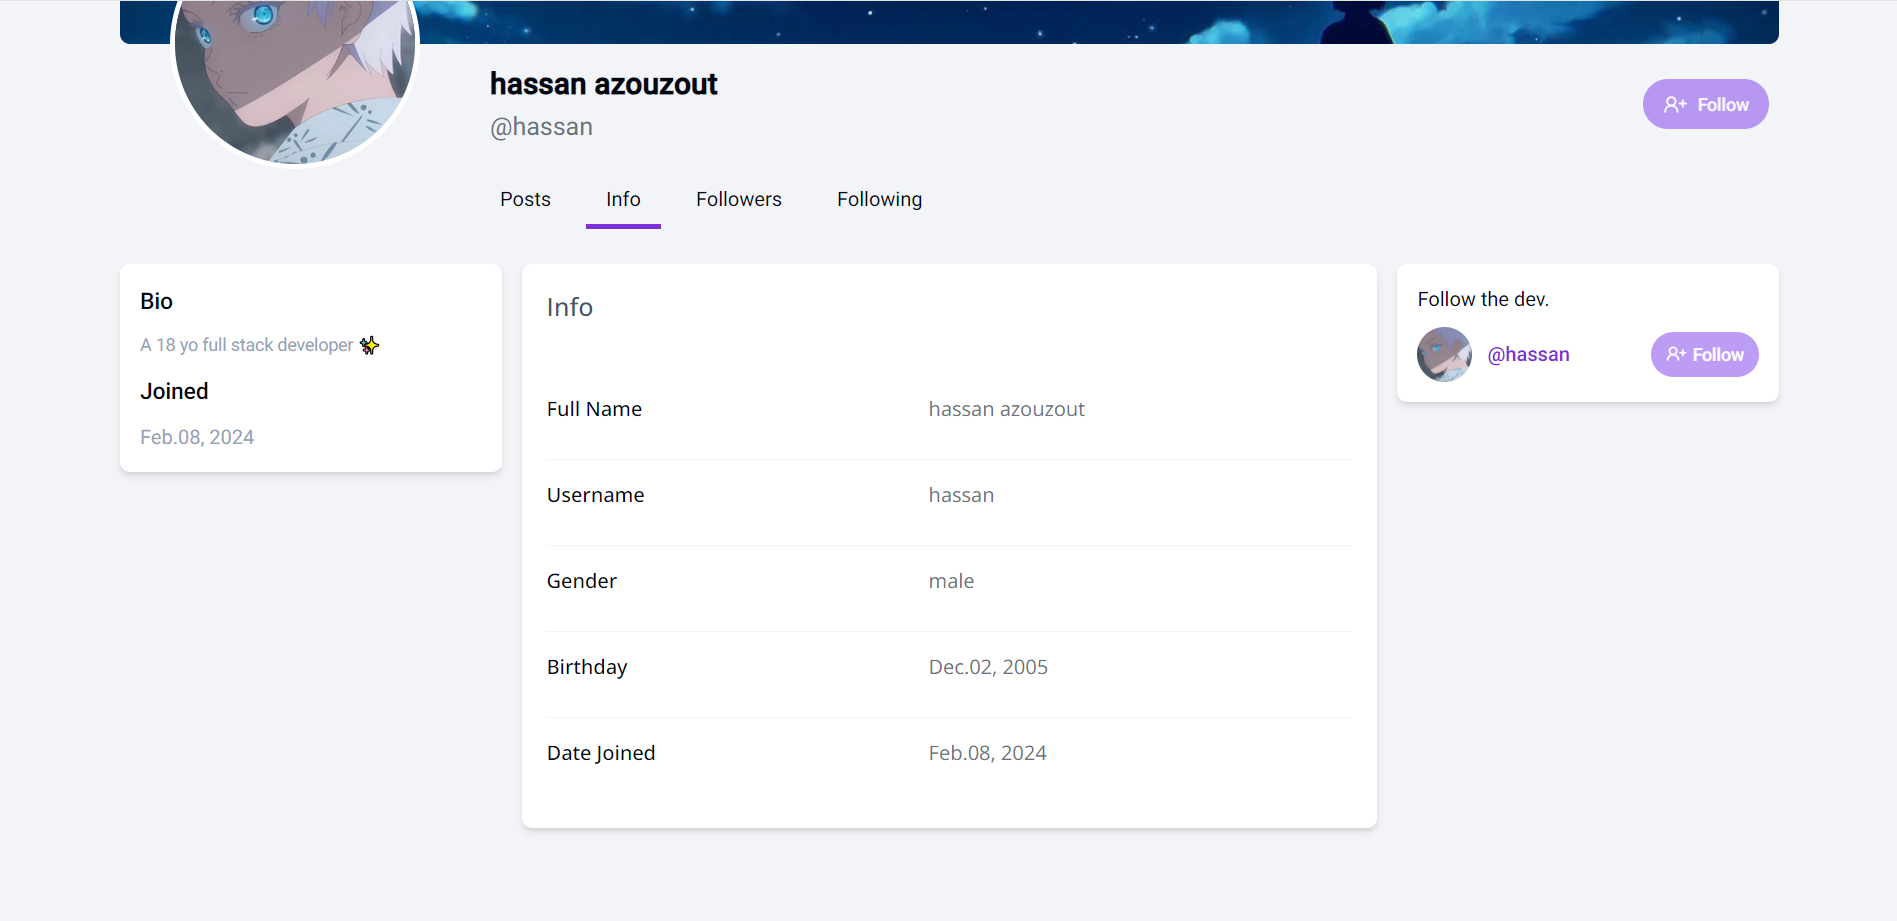 hassan azouzout
@hassan
Follow
Posts Info Followers Following
Bio
A 18 yo full stack developer ✨
Joined
Feb.08, 2024
Info
Full Name hassan azouzout
Username hassan
Gender male
Birthday Dec.02, 2005
Date Joined Feb.08, 2024
Follow the dev.
@hassan Follow